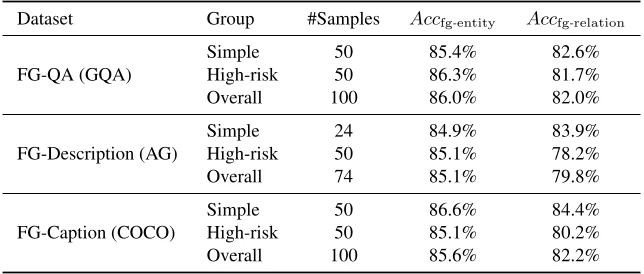 Dataset Group #Samples Acc_fg-entity Acc_fg-relation
Simple 50 85.4% 82.6%
FG-QA (GQA) High-risk 50 86.3% 81.7%
Overall 100 86.0% 82.0%
Simple 24 84.9% 83.9%
FG-Description (AG) High-risk 50 85.1% 78.2%
Overall 74 85.1% 79.8%
Simple 50 86.6% 84.4%
FG-Caption (COCO) High-risk 50 85.1% 80.2%
Overall 100 85.6% 82.2%